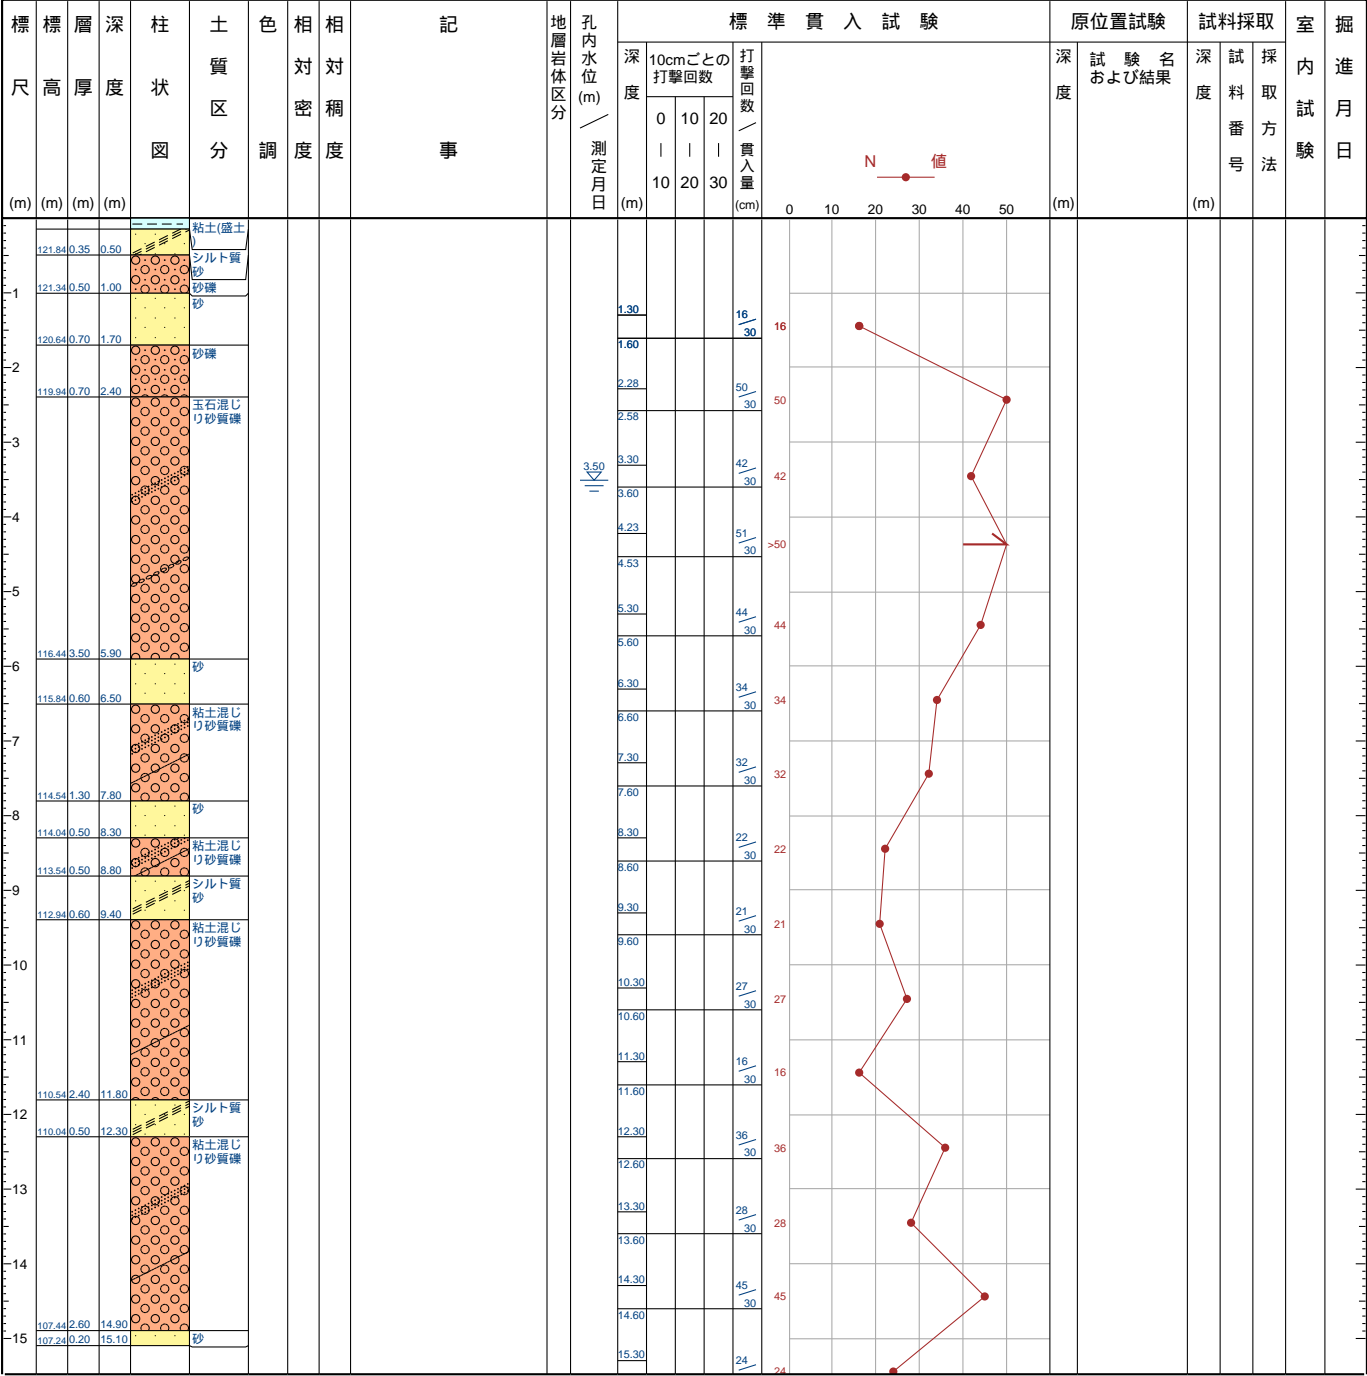 標尺 (m)
標高 (m)
層厚 (m)
深度 (m)
柱状図
土質区分
色調
相対密度
相対稠度
記事
地層岩体区分
孔内水位(m)／測定月日
標準貫入試験
深度 (m)
10cmごとの
打撃回数
0 10 20
｜ ｜ ｜
10 20 30
打撃回数／貫入量 (cm)
N 値
0 10 20 30 40 50
原位置試験
深度 (m)
試験名
および結果
試料採取
深度 (m)
試料番号
採取方法
室内試験
掘進月日
粘土(盛土
)
121.84 0.35 0.50
シルト質
砂
121.34 0.50 1.00
砂礫
1
砂
1.30
16
30
16
120.64 0.70 1.70
1.60
砂礫
2
119.94 0.70 2.40
2.28
50
30
50
玉石混じ
り砂質礫
2.58
3
3.30
42
30
42
3.50
3.60
4
4.23
51
30
>50
4.53
5
5.30
44
30
44
5.60
116.44 3.50 5.90
6
砂
6.30
34
30
34
115.84 0.60 6.50
粘土混じ
り砂質礫
6.60
7
7.30
32
30
32
7.60
114.54 1.30 7.80
8
砂
114.04 0.50 8.30
8.30
22
30
22
粘土混じ
り砂質礫
8.60
113.54 0.50 8.80
シルト質
砂
9
9.30
21
30
21
112.94 0.60 9.40
粘土混じ
り砂質礫
9.60
10
10.30
27
30
27
10.60
11
11.30
16
30
16
11.60
110.54 2.40 11.80
シルト質
砂
12
110.04 0.50 12.30
12.30
36
30
36
粘土混じ
り砂質礫
12.60
13
13.30
28
30
28
13.60
14
14.30
45
30
45
14.60
107.44 2.60 14.90
15
107.24 0.20 15.10
砂
15.30
24
24